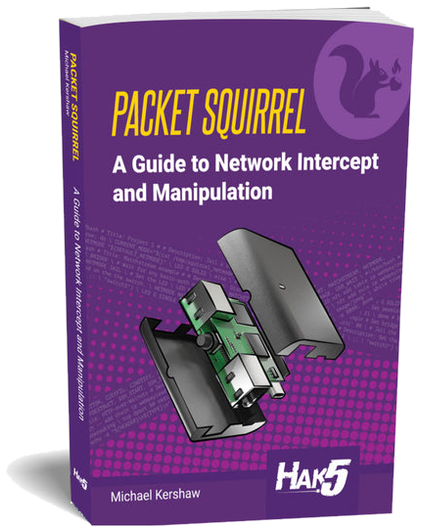 PACKET SQUIRREL
A Guide to Network Intercept
and Manipulation
HAK5
Michael Kershaw
PACKET SQUIRREL
Michael Kershaw
A Guide to Network Intercept and Manipulation
HAK5